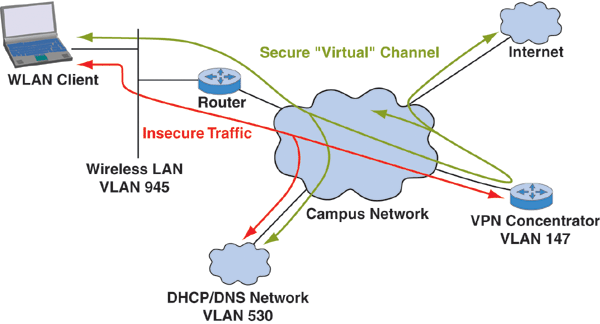 Secure "Virtual" Channel
Internet
WLAN Client
Router
Insecure Traffic
Wireless LAN
VLAN 945
Campus Network
VPN Concentrator
VLAN 147
DHCP/DNS Network
VLAN 530